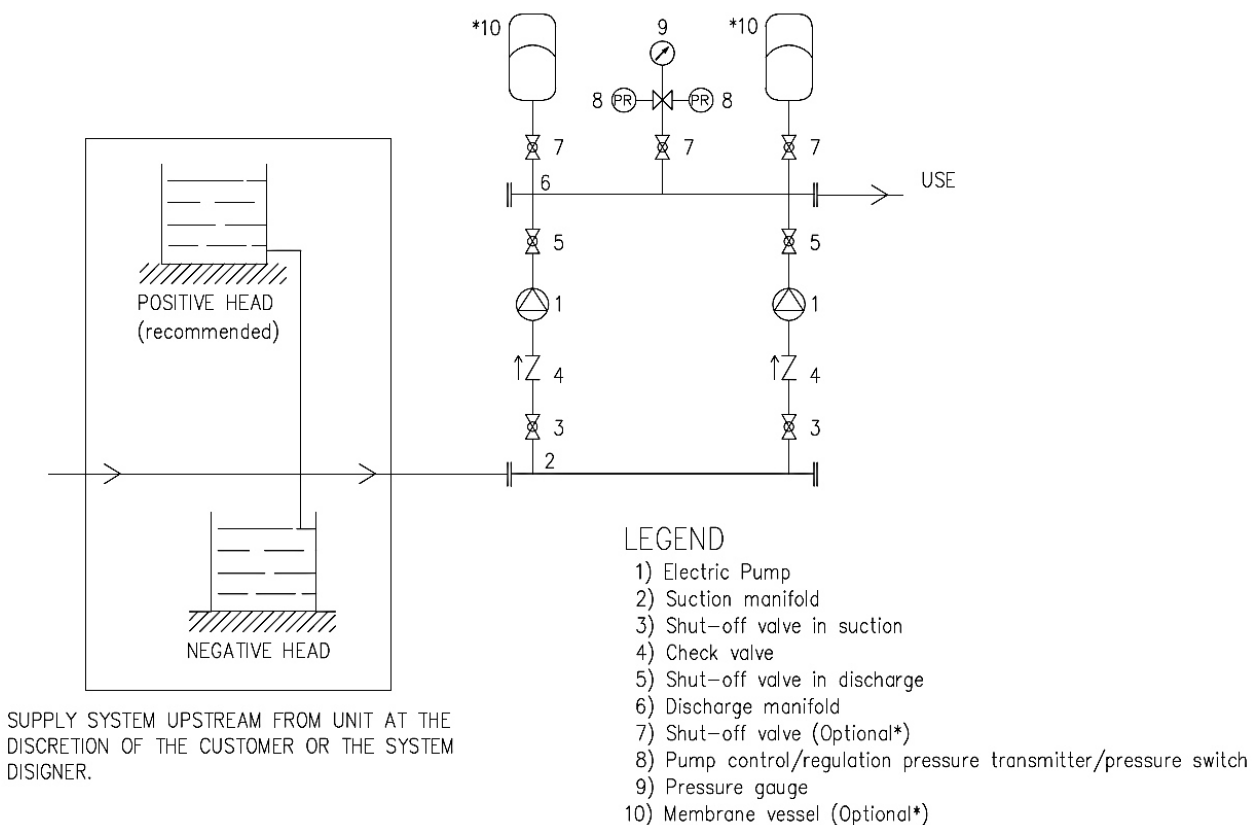 *10
9
*10
8 PR PR 8
7 7 7
6
USE
5 5
POSITIVE HEAD
(recommended)
1 1
4 4
3 3
2
NEGATIVE HEAD
SUPPLY SYSTEM UPSTREAM FROM UNIT AT THE
DISCRETION OF THE CUSTOMER OR THE SYSTEM
DISIGNER.
LEGEND
1) Electric Pump
2) Suction manifold
3) Shut-off valve in suction
4) Check valve
5) Shut-off valve in discharge
6) Discharge manifold
7) Shut-off valve (Optional*)
8) Pump control/regulation pressure transmitter/pressure switch
9) Pressure gauge
10) Membrane vessel (Optional*)